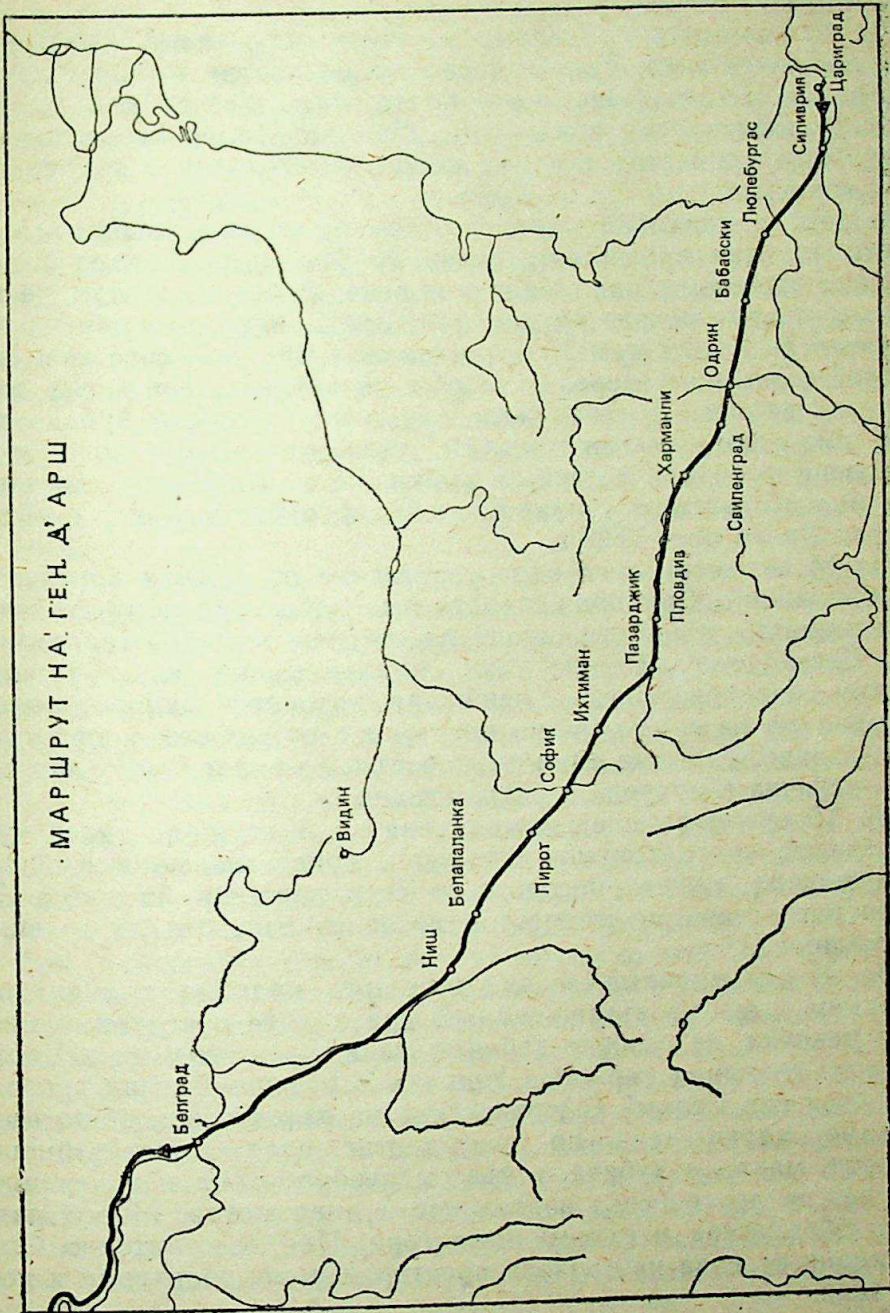 МАРШРУТ НА ГЕН. Д'АРШ
Белград
Видин
Ниш
Белапаланка
Пирот
София
Ихтиман
Пазарджик
Пловдив
Харманли
Свиленград
Одрин
Бабаески
Люлебургас
Силиврия
Цариград